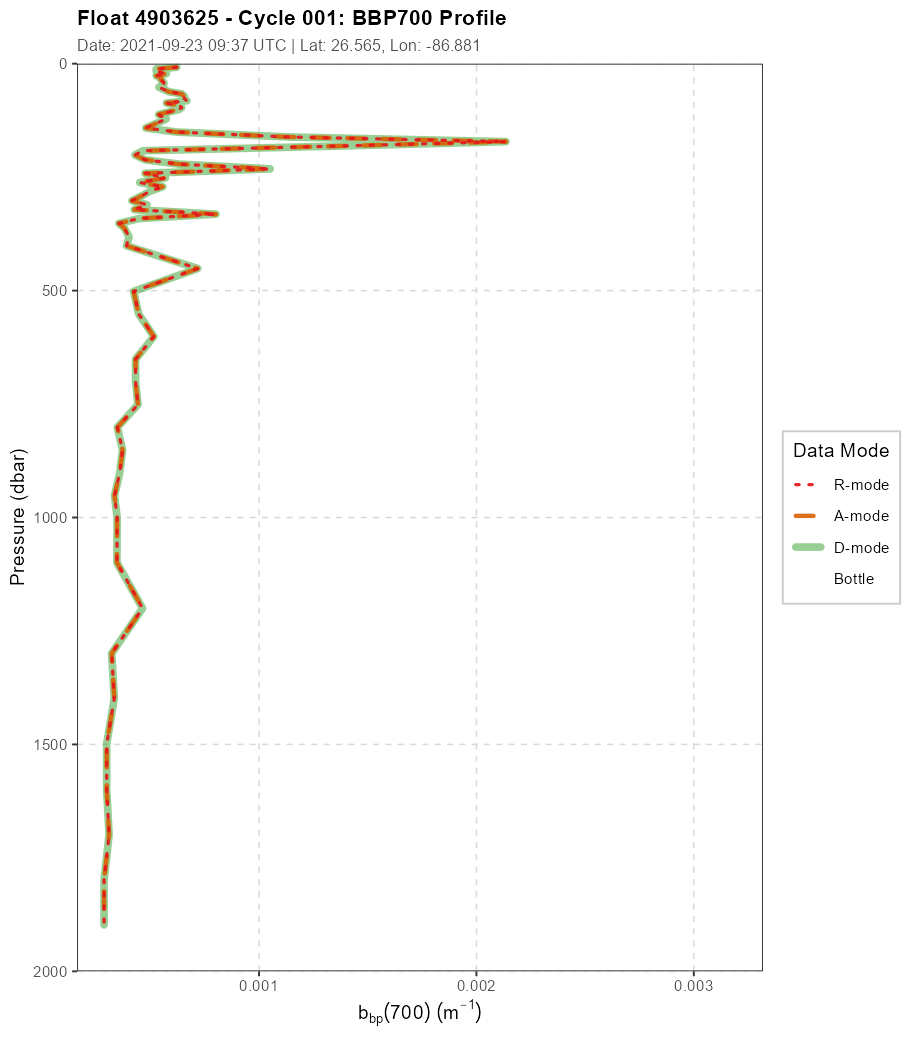 Float 4903625 - Cycle 001: BBP700 Profile
Date: 2021-09-23 09:37 UTC | Lat: 26.565, Lon: -86.881
0
500
1000
1500
2000
Pressure (dbar)
0.001
0.002
0.003
b_bp(700) (m⁻¹)
Data Mode
R-mode
A-mode
D-mode
Bottle